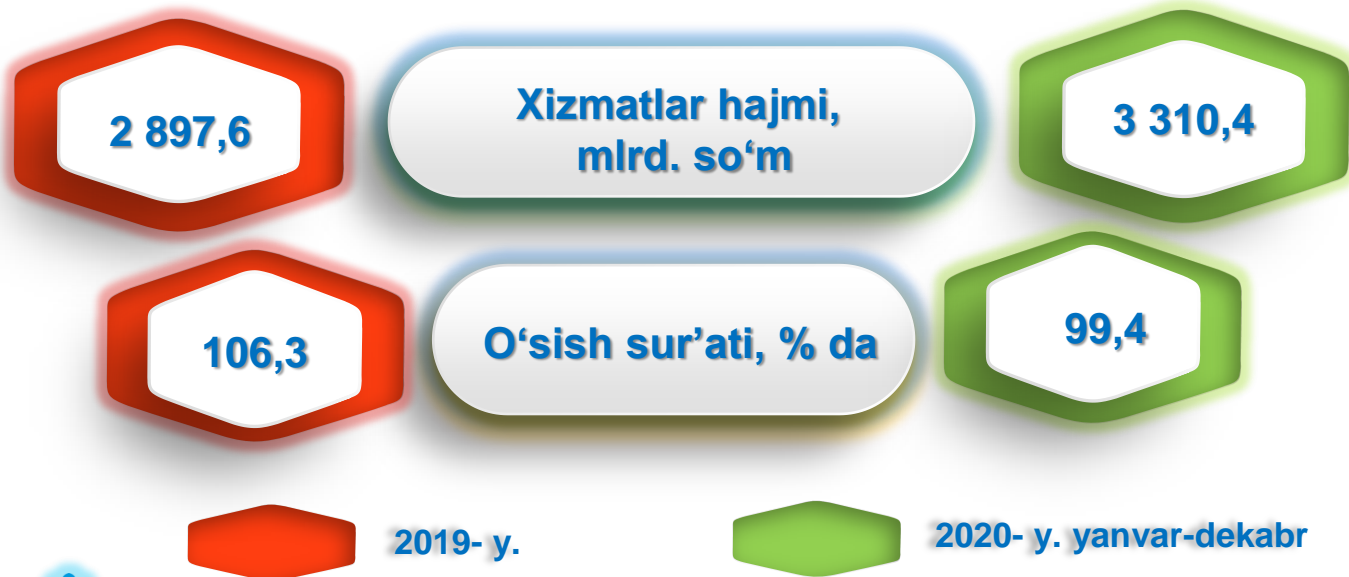 2 897,6
Xizmatlar hajmi,
mlrd. so‘m
3 310,4
106,3
O‘sish sur’ati, % da
99,4
2019- y.
2020- y. yanvar-dekabr